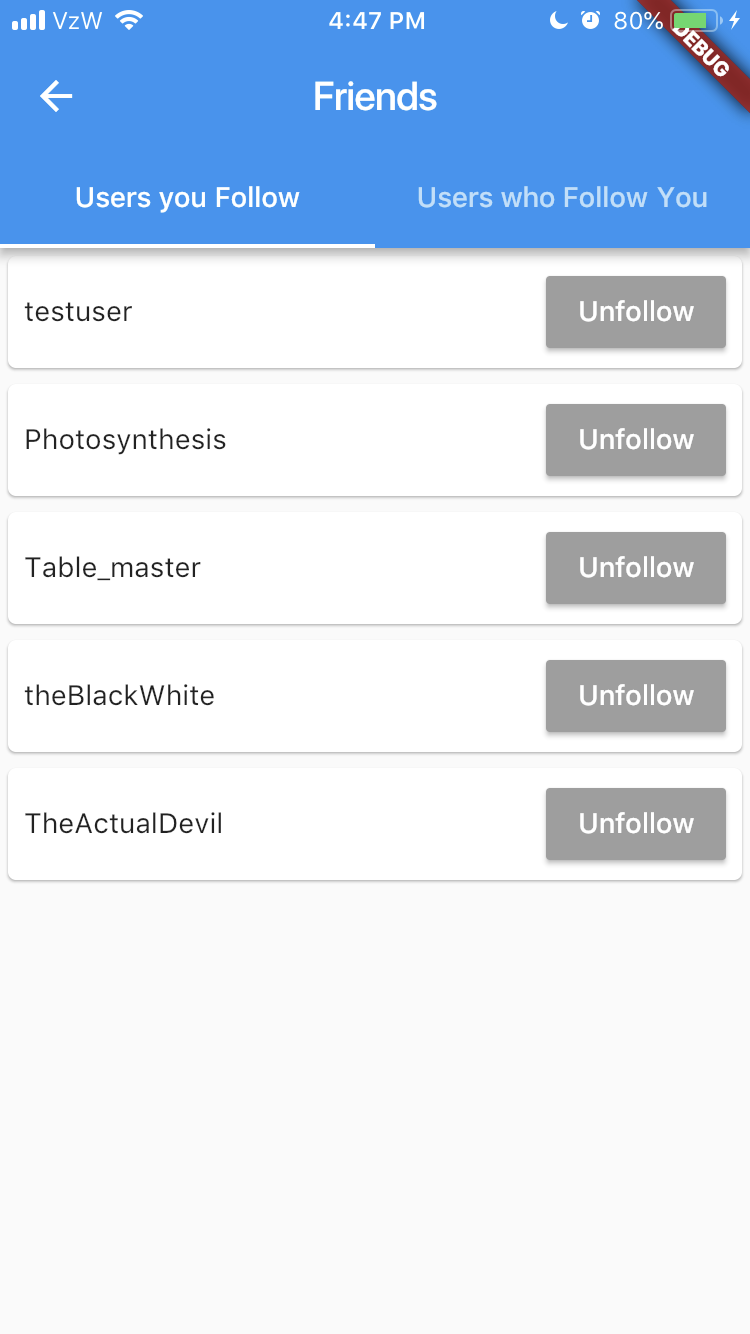 VzW 4:47 PM 80%
DEBUG
Friends
Users you Follow Users who Follow You
testuser Unfollow
Photosynthesis Unfollow
Table_master Unfollow
theBlackWhite Unfollow
TheActualDevil Unfollow